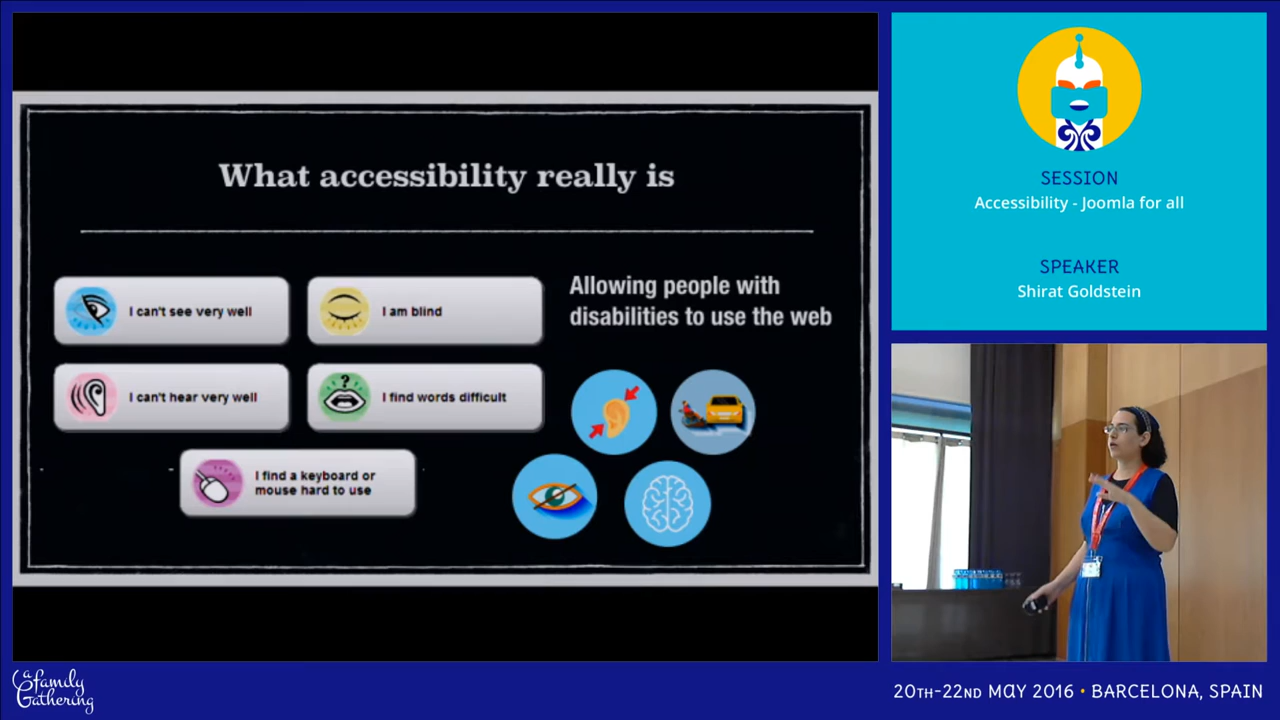 What accessibility really is
I can't see very well
I am blind
I can't hear very well
?
I find words difficult
I find a keyboard or
mouse hard to use
Allowing people with
disabilities to use the web
SESSION
Accessibility - Joomla for all
SPEAKER
Shirat Goldstein
a family
Gathering
20TH-22ND MAY 2016 • BARCELONA, SPAIN